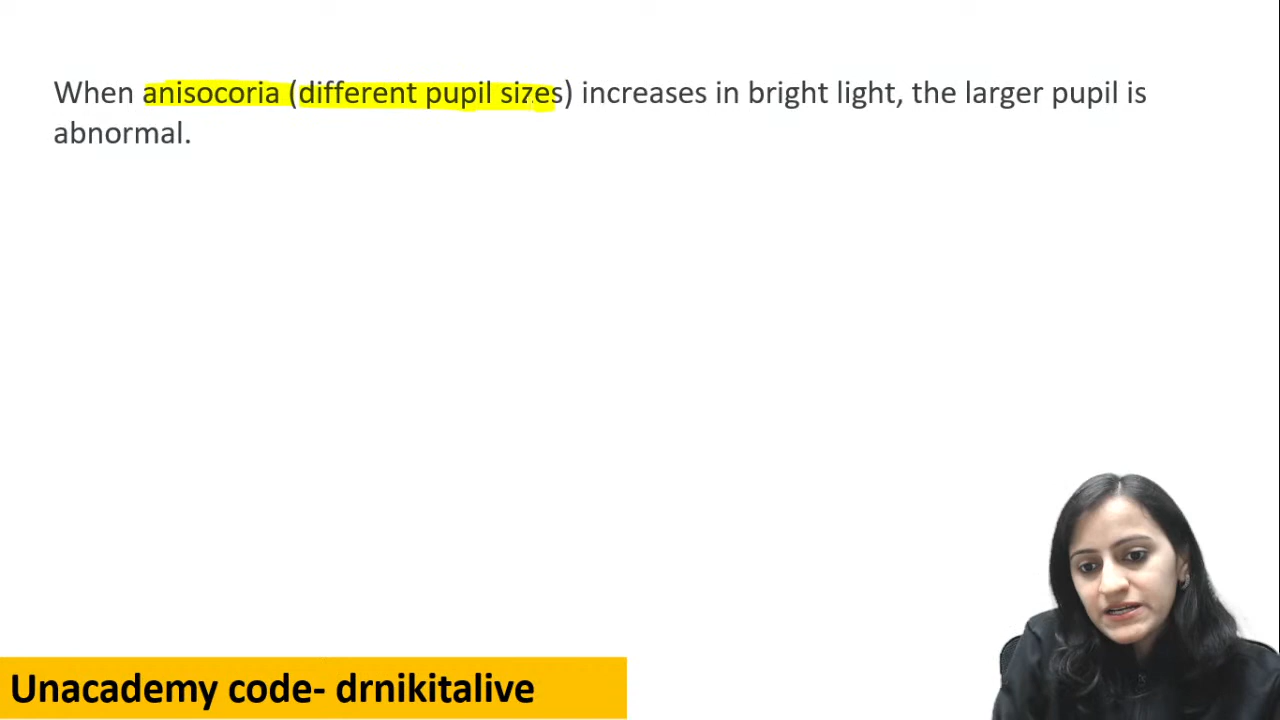 When anisocoria (different pupil sizes) increases in bright light, the larger pupil is
abnormal.
Unacademy code- drnikitalive